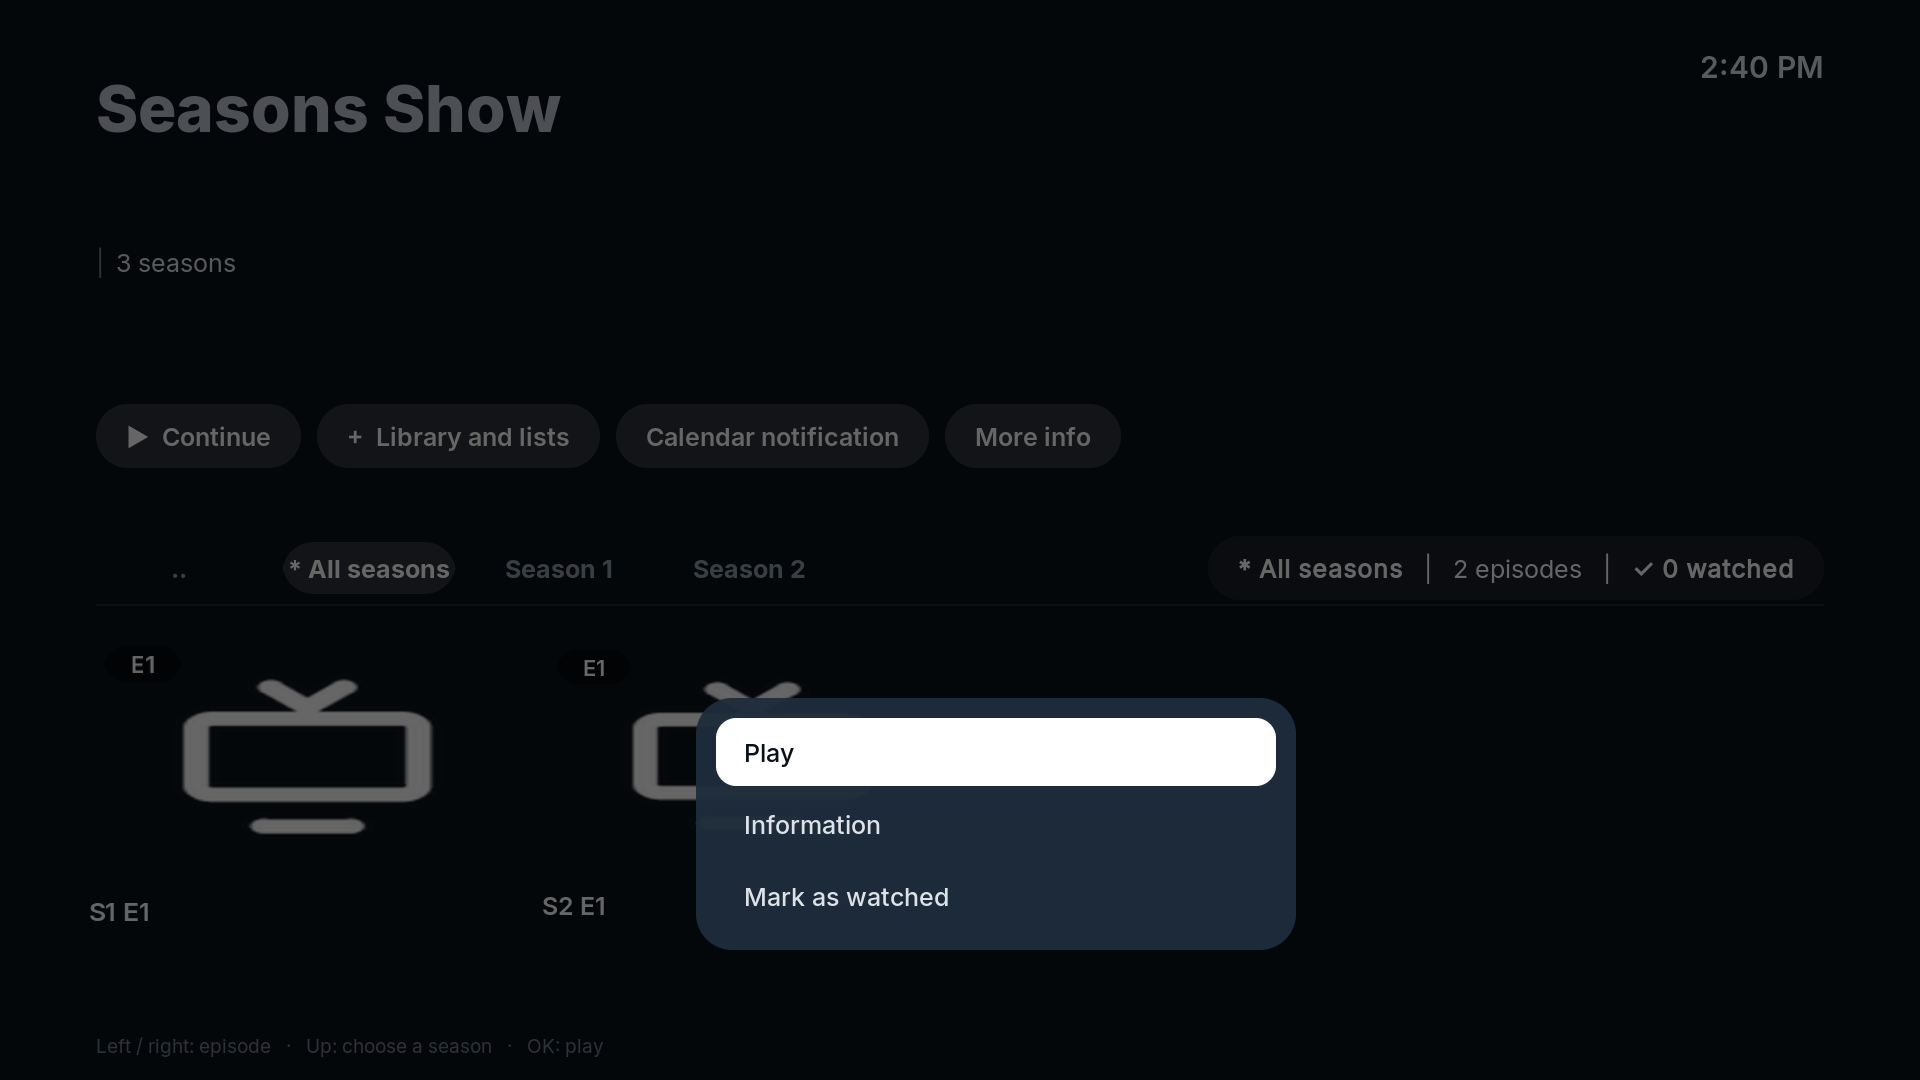 2:40 PM
Seasons Show
3 seasons
Continue
+ Library and lists
Calendar notification
More info
..
* All seasons
Season 1
Season 2
* All seasons | 2 episodes | ✓ 0 watched
E1
E1
Play
Information
Mark as watched
S1 E1
S2 E1
Left / right: episode · Up: choose a season · OK: play